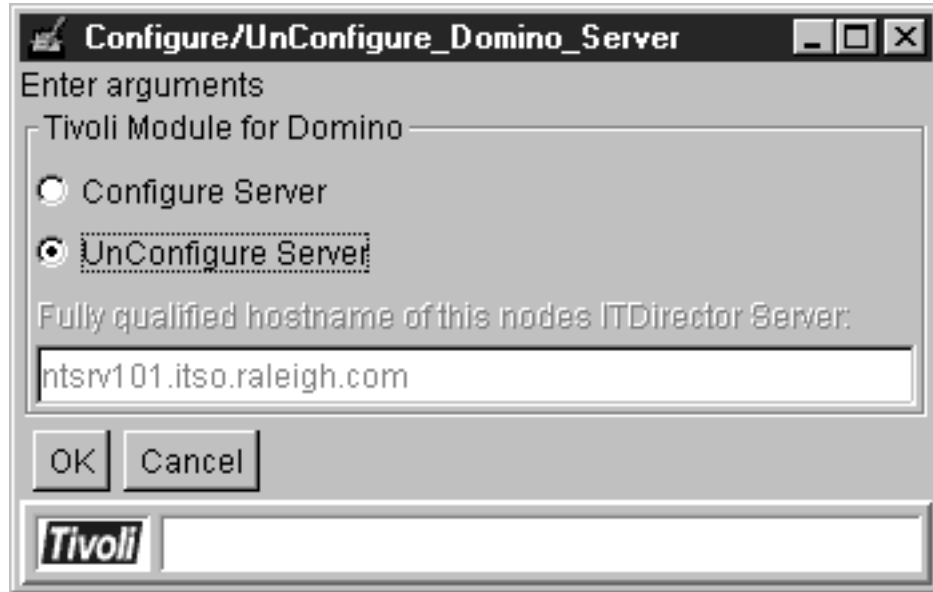 Configure/UnConfigure_Domino_Server
Enter arguments
Tivoli Module for Domino
Configure Server
UnConfigure Server
Fully qualified hostname of this nodes ITDirector Server:
ntsrv101.itso.raleigh.com
OK Cancel
Tivoli